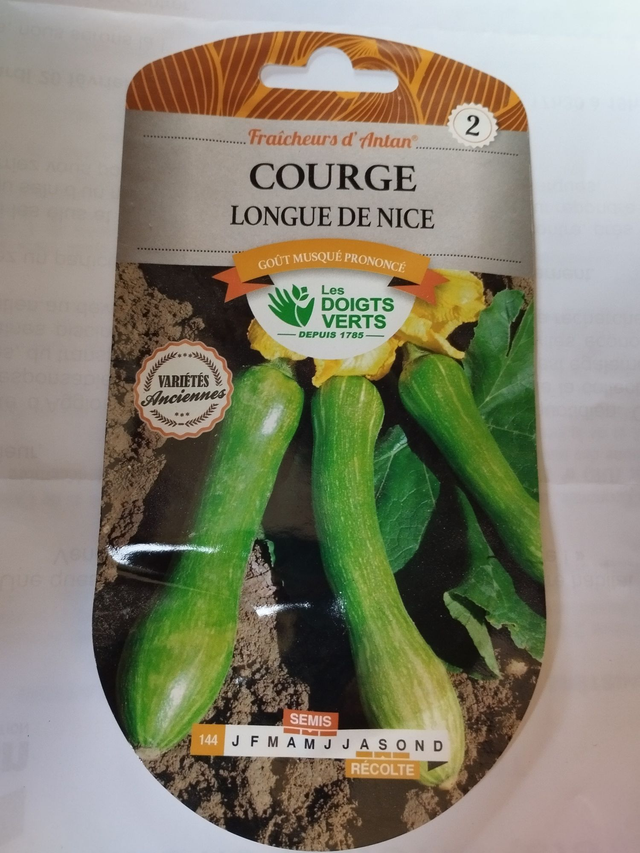 2
Fraîcheurs d'Antan®
COURGE
LONGUE DE NICE
GOÛT MUSQUÉ PRONONCÉ
Les
DOIGTS
VERTS
DEPUIS 1785
VARIÉTÉS
Anciennes
SEMIS
144 J F M A M J J A S O N D
RÉCOLTE